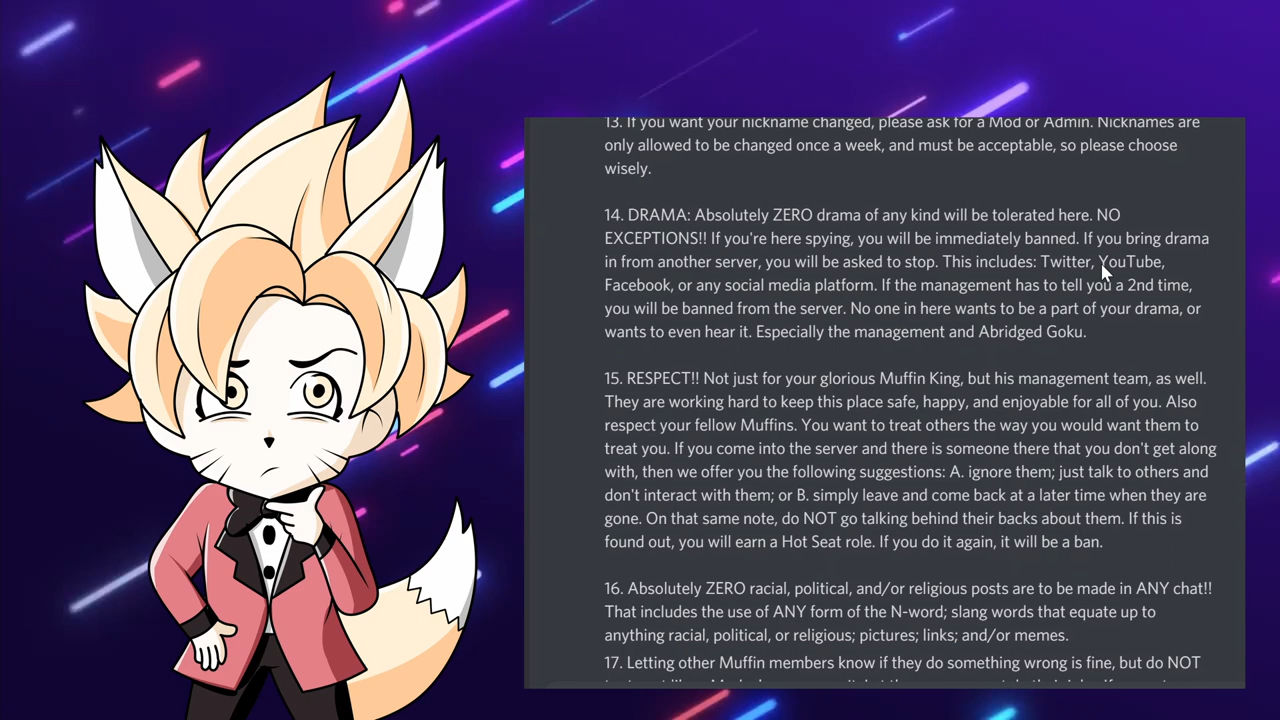 13. If you want your nickname changed, please ask for a Mod or Admin. Nicknames are
only allowed to be changed once a week, and must be acceptable, so please choose
wisely.
14. DRAMA: Absolutely ZERO drama of any kind will be tolerated here. NO
EXCEPTIONS!! If you're here spying, you will be immediately banned. If you bring drama
in from another server, you will be asked to stop. This includes: Twitter, YouTube,
Facebook, or any social media platform. If the management has to tell you a 2nd time,
you will be banned from the server. No one in here wants to be a part of your drama, or
wants to even hear it. Especially the management and Abridged Goku.
15. RESPECT!! Not just for your glorious Muffin King, but his management team, as well.
They are working hard to keep this place safe, happy, and enjoyable for all of you. Also
respect your fellow Muffins. You want to treat others the way you would want them to
treat you. If you come into the server and there is someone there that you don't get along
with, then we offer you the following suggestions: A. ignore them; just talk to others and
don't interact with them; or B. simply leave and come back at a later time when they are
gone. On that same note, do NOT go talking behind their backs about them. If this is
found out, you will earn a Hot Seat role. If you do it again, it will be a ban.
16. Absolutely ZERO racial, political, and/or religious posts are to be made in ANY chat!!
That includes the use of ANY form of the N-word; slang words that equate up to
anything racial, political, or religious; pictures; links; and/or memes.
17. Letting other Muffin members know if they do something wrong is fine, but do NOT